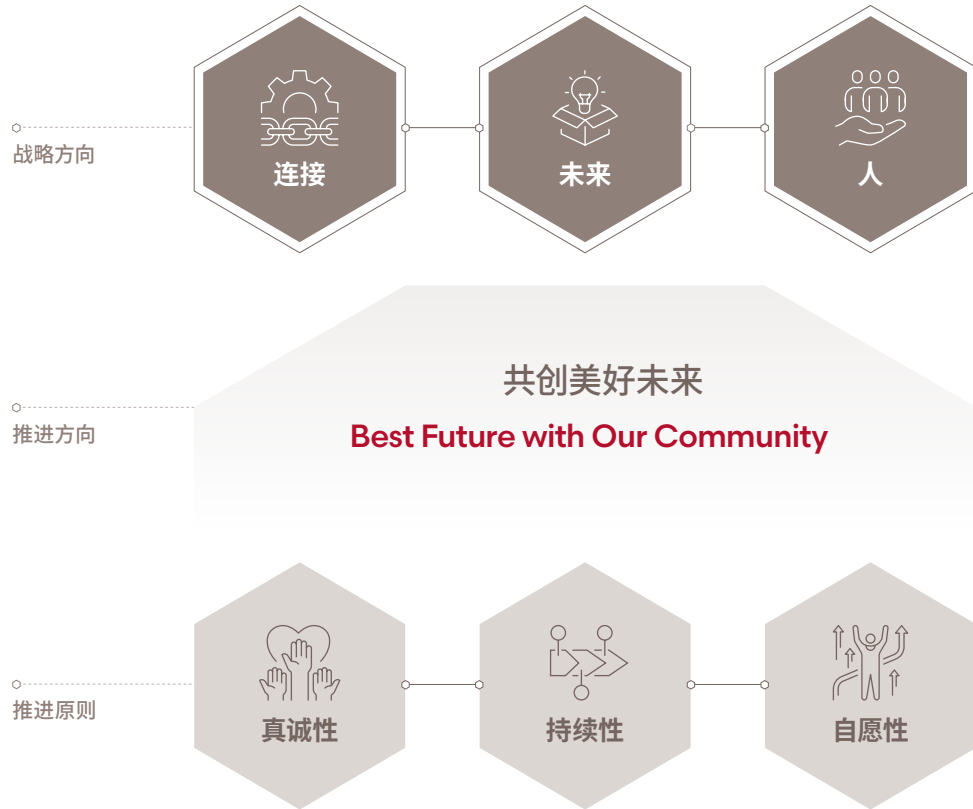 战略方向
连接
未来
人
推进方向
共创美好未来
Best Future with Our Community
推进原则
真诚性
持续性
自愿性